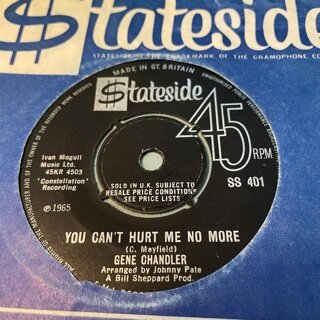 $tateside
STATESIDE IS THE TRADEMARK OF THE GRAMOPHONE CO
MADE IN GT. BRITAIN
$tateside
45
RPM
Ivan Mogull
Music Ltd.
45KR 4503
'Constellation'
Recording
℗1965
SOLD IN U.K. SUBJECT TO
RESALE PRICE CONDITIONS
SEE PRICE LISTS
SS 401
YOU CAN'T HURT ME NO MORE
(C. Mayfield)
GENE CHANDLER
Arranged by Johnny Pate
A Bill Sheppard Prod.